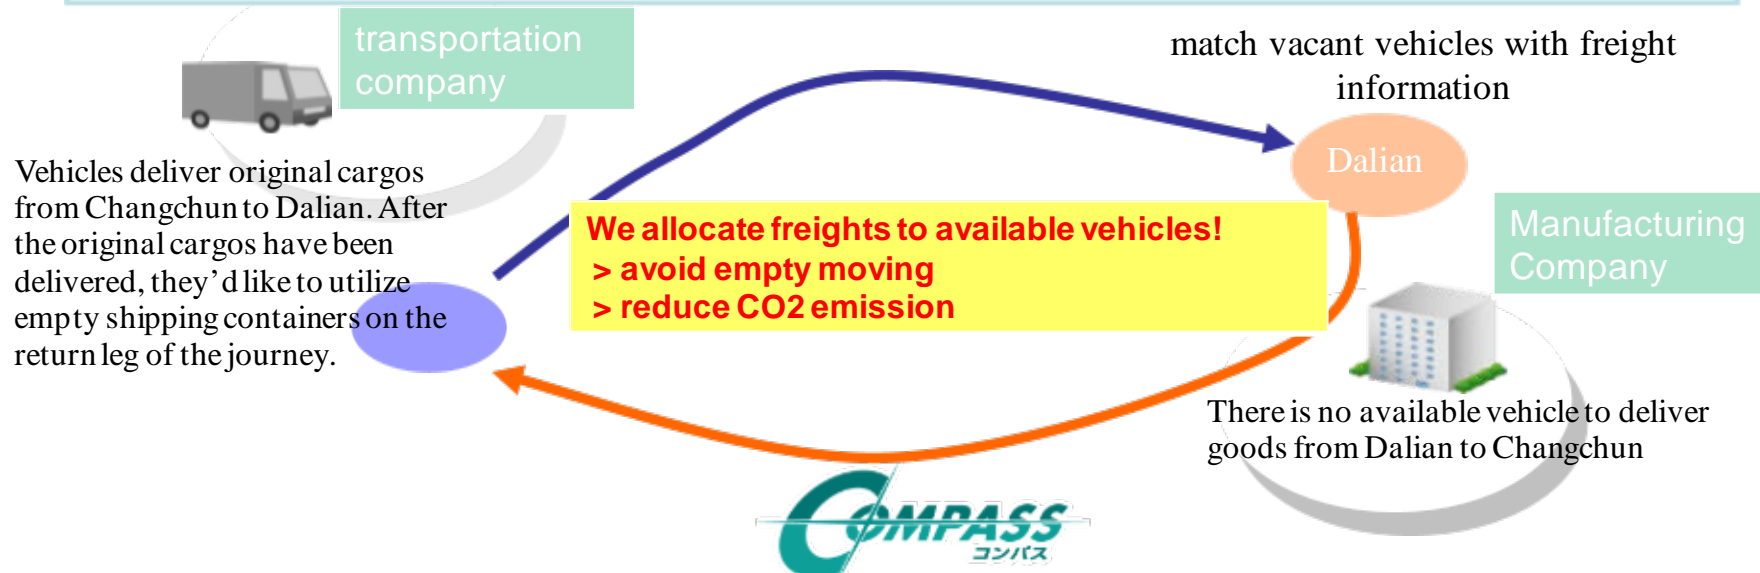 transportation
company
match vacant vehicles with freight
information
Vehicles deliver original cargos
from Changchun to Dalian. After
the original cargos have been
delivered, they'd like to utilize
empty shipping containers on the
return leg of the journey.
We allocate freights to available vehicles!
> avoid empty moving
> reduce CO2 emission
Dalian
Manufacturing
Company
There is no available vehicle to deliver
goods from Dalian to Changchun
COMPASS
コンパス